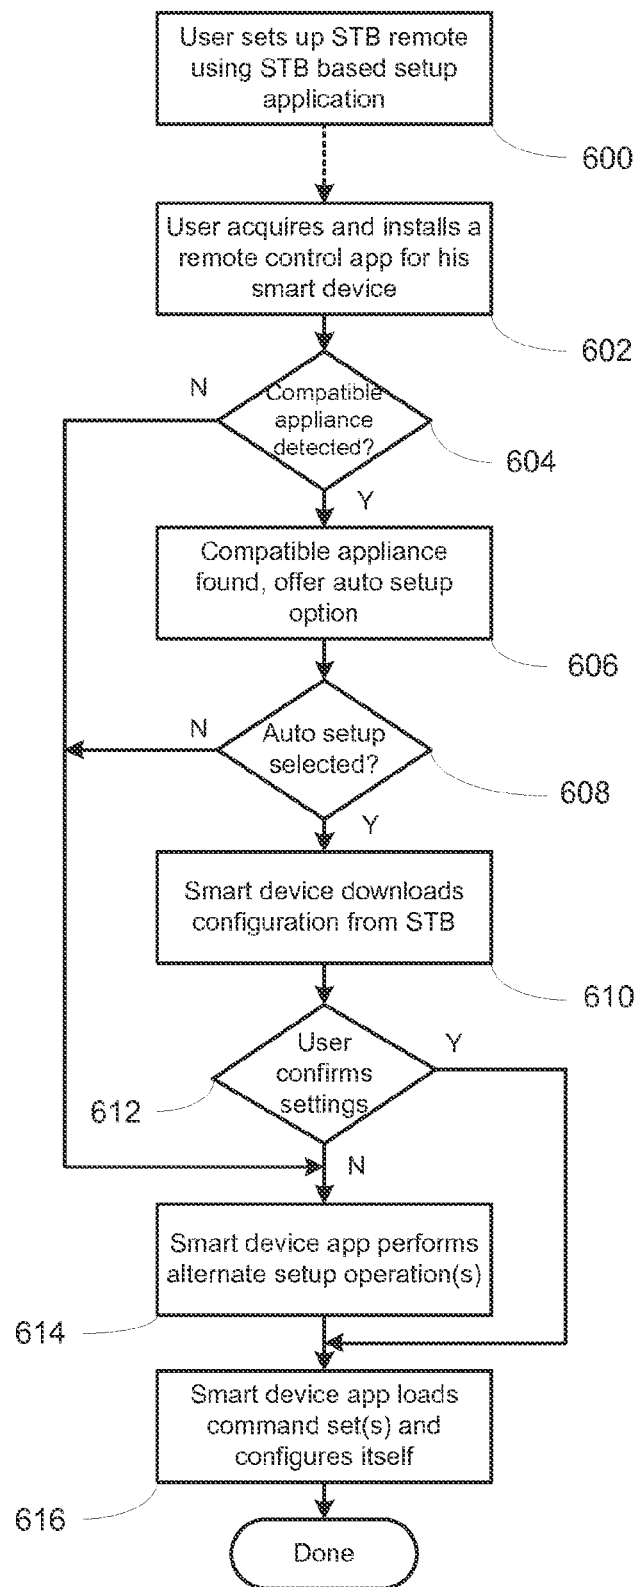 User sets up STB remote
using STB based setup
application
600
User acquires and installs a
remote control app for his
smart device
602
N
Compatible
appliance
detected?
604
Y
Compatible appliance
found, offer auto setup
option
606
N
Auto setup
selected?
608
Y
Smart device downloads
configuration from STB
610
User
confirms
settings
Y
612
N
Smart device app performs
alternate setup operation(s)
614
Smart device app loads
command set(s) and
configures itself
616
Done